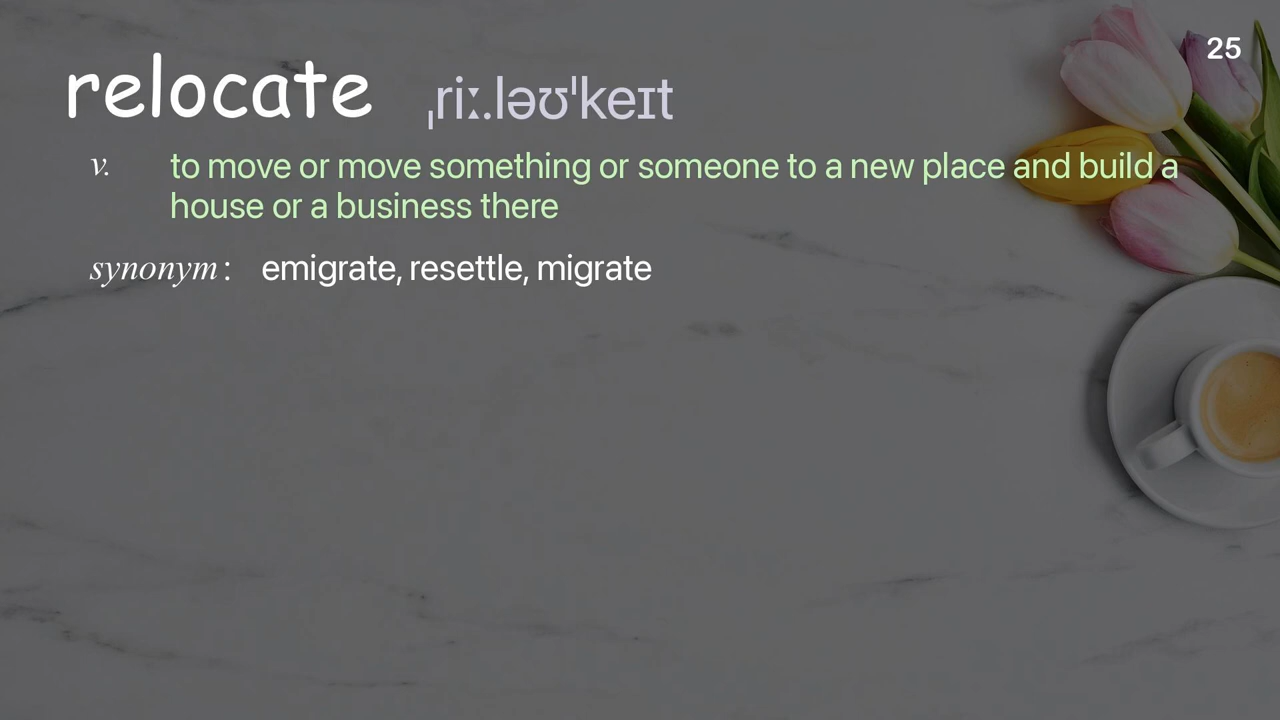 25
relocate ˌriː.ləʊˈkeɪt
v. to move or move something or someone to a new place and build a
house or a business there
synonym: emigrate, resettle, migrate